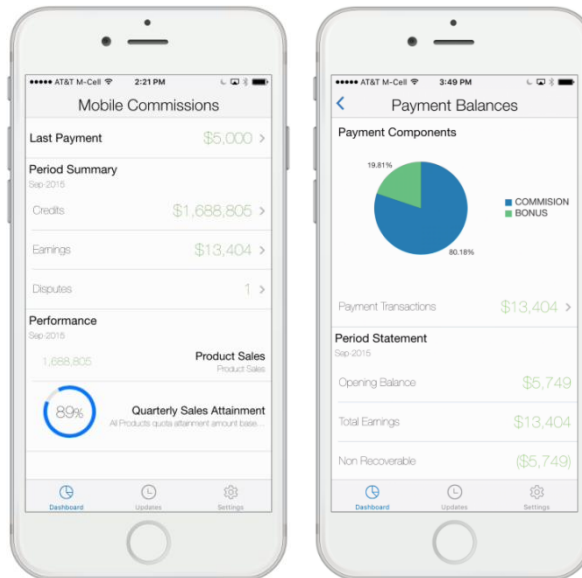 AT&T M-Cell 2:21 PM
Mobile Commissions
Last Payment $5,000 >
Period Summary
Sep-2015
Credits $1,688,805 >
Earnings $13,404 >
Disputes 1 >
Performance
Sep-2015
1,688,805 Product Sales
Product Sales
89% Quarterly Sales Attainment
All Products quota attainment amount base...
Dashboard Updates Settings
AT&T M-Cell 3:49 PM
< Payment Balances
Payment Components
19.81%
COMMISION
BONUS
80.18%
Payment Transactions $13,404 >
Period Statement
Sep-2015
Opening Balance $5,749
Total Earnings $13,404
Non Recoverable ($5,749)
Dashboard Updates Settings